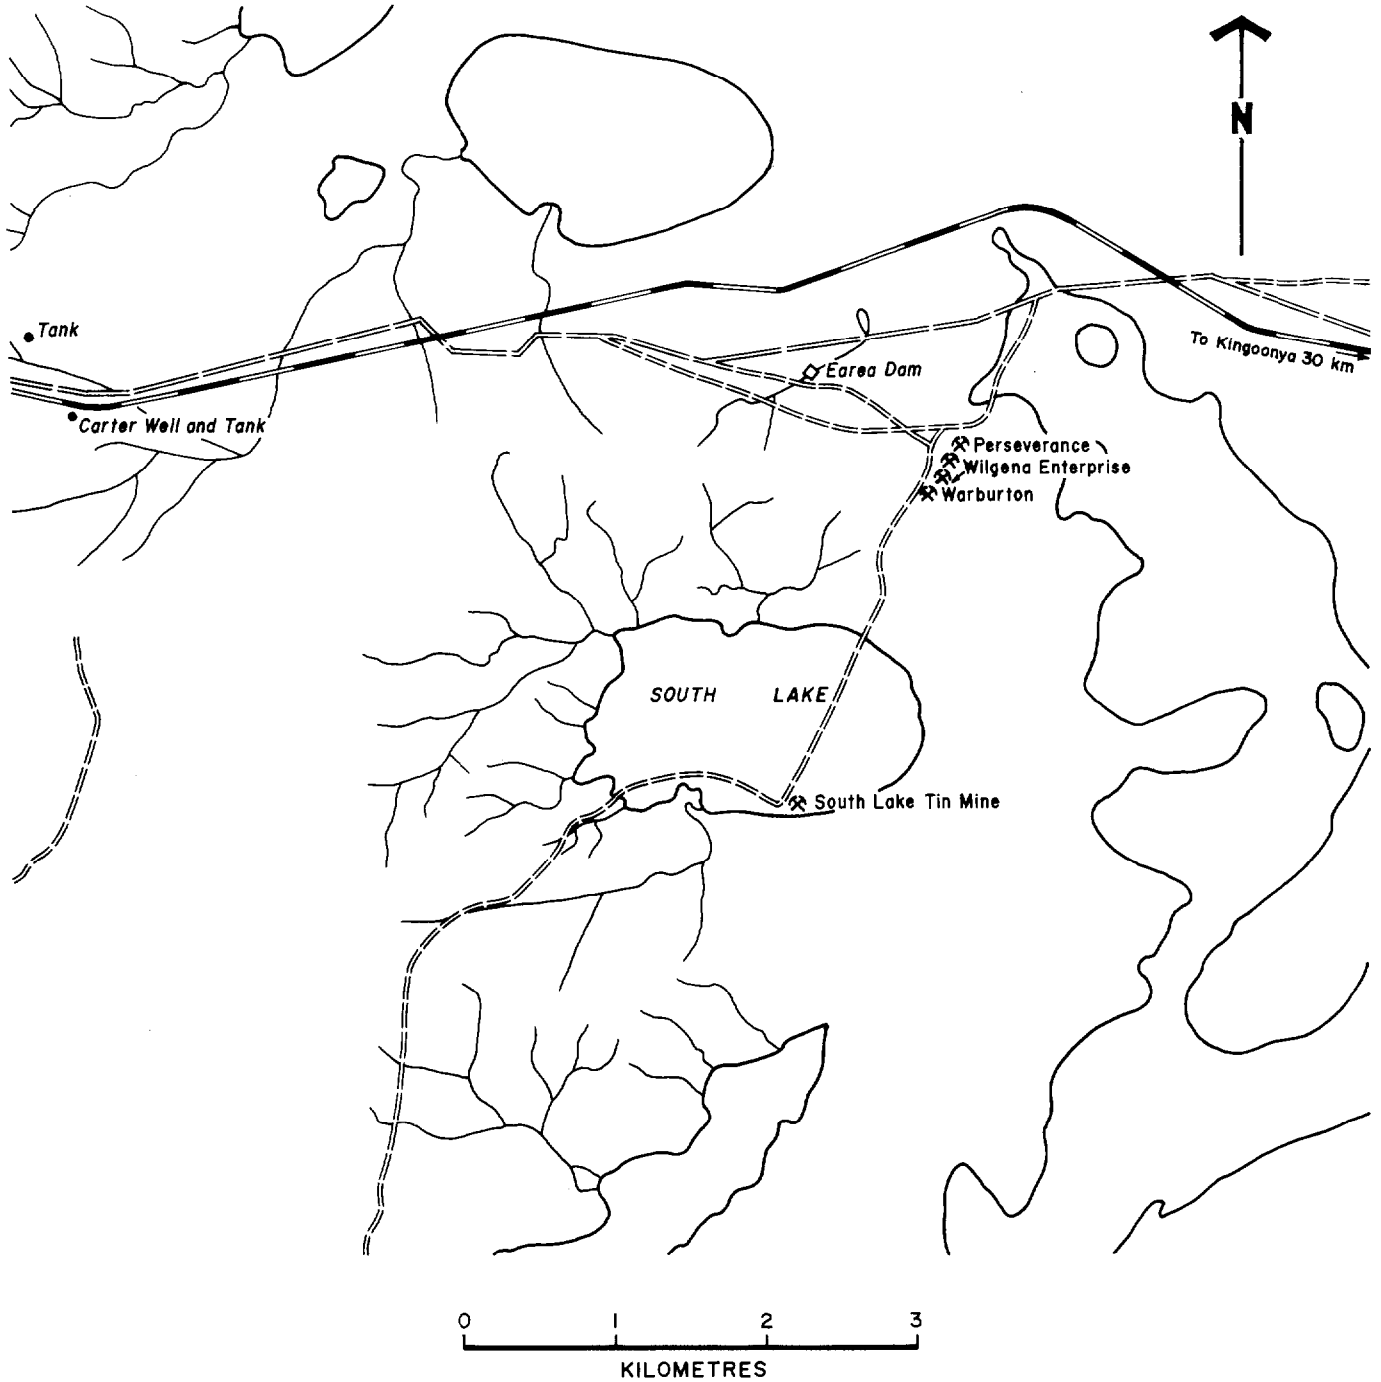 N
Tank
To Kingoonya 30 km
Earea Dam
Carter Well and Tank
Perseverance
Wilgena Enterprise
Warburton
SOUTH LAKE
South Lake Tin Mine
0 1 2 3
KILOMETRES